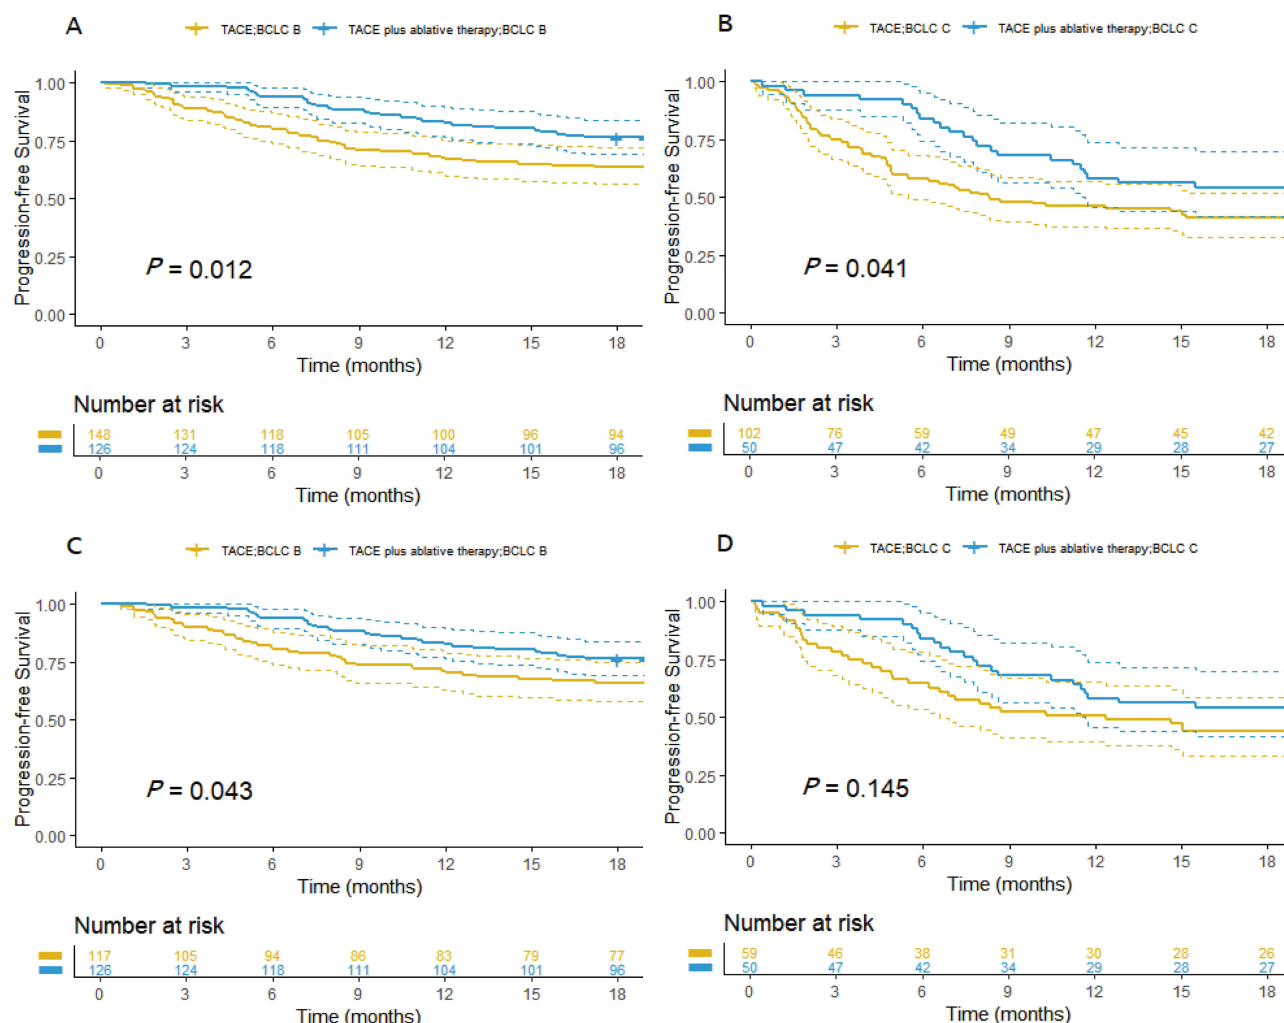 A
TACE;BCLC B TACE plus ablative therapy;BCLC B
Progression-free Survival
1.00
0.75
0.50
0.25
0.00
P = 0.012
0 3 6 9 12 15 18
Time (months)
Number at risk
148 131 118 105 100 96 94
126 124 118 111 104 101 96
0 3 6 9 12 15 18
Time (months)
B
TACE;BCLC C TACE plus ablative therapy;BCLC C
Progression-free Survival
1.00
0.75
0.50
0.25
0.00
P = 0.041
0 3 6 9 12 15 18
Time (months)
Number at risk
102 76 59 49 47 45 42
50 47 42 34 29 28 27
0 3 6 9 12 15 18
Time (months)
C
TACE;BCLC B TACE plus ablative therapy;BCLC B
Progression-free Survival
1.00
0.75
0.50
0.25
0.00
P = 0.043
0 3 6 9 12 15 18
Time (months)
Number at risk
117 105 94 86 83 79 77
126 124 118 111 104 101 96
0 3 6 9 12 15 18
Time (months)
D
TACE;BCLC C TACE plus ablative therapy;BCLC C
Progression-free Survival
1.00
0.75
0.50
0.25
0.00
P = 0.145
0 3 6 9 12 15 18
Time (months)
Number at risk
59 46 38 31 30 28 26
50 47 42 34 29 28 27
0 3 6 9 12 15 18
Time (months)